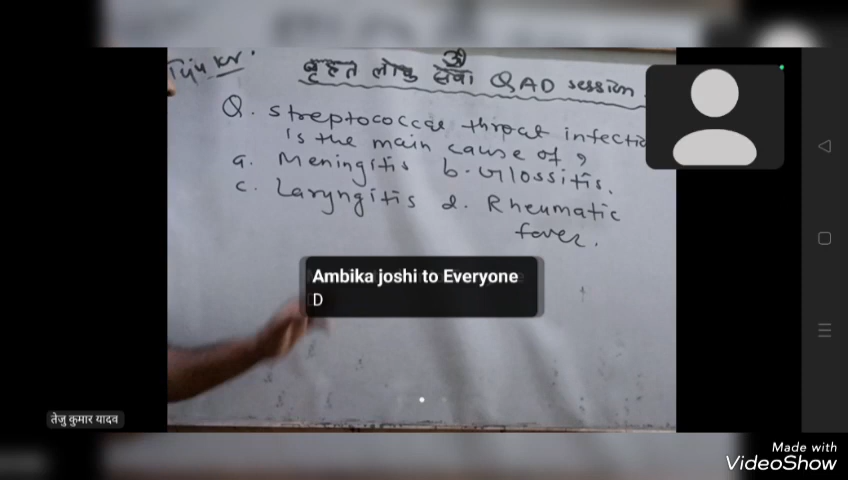 Tiju kr.
बृहत लोक सेवा Q A D session
Q. streptococcal throat infectio
is the main cause of ?
a. Meningitis b. Glossitis.
c. Laryngitis d. Rheumatic
fever.
Ambika joshi to Everyone
D
तेजु कुमार यादव
Made with
VideoShow